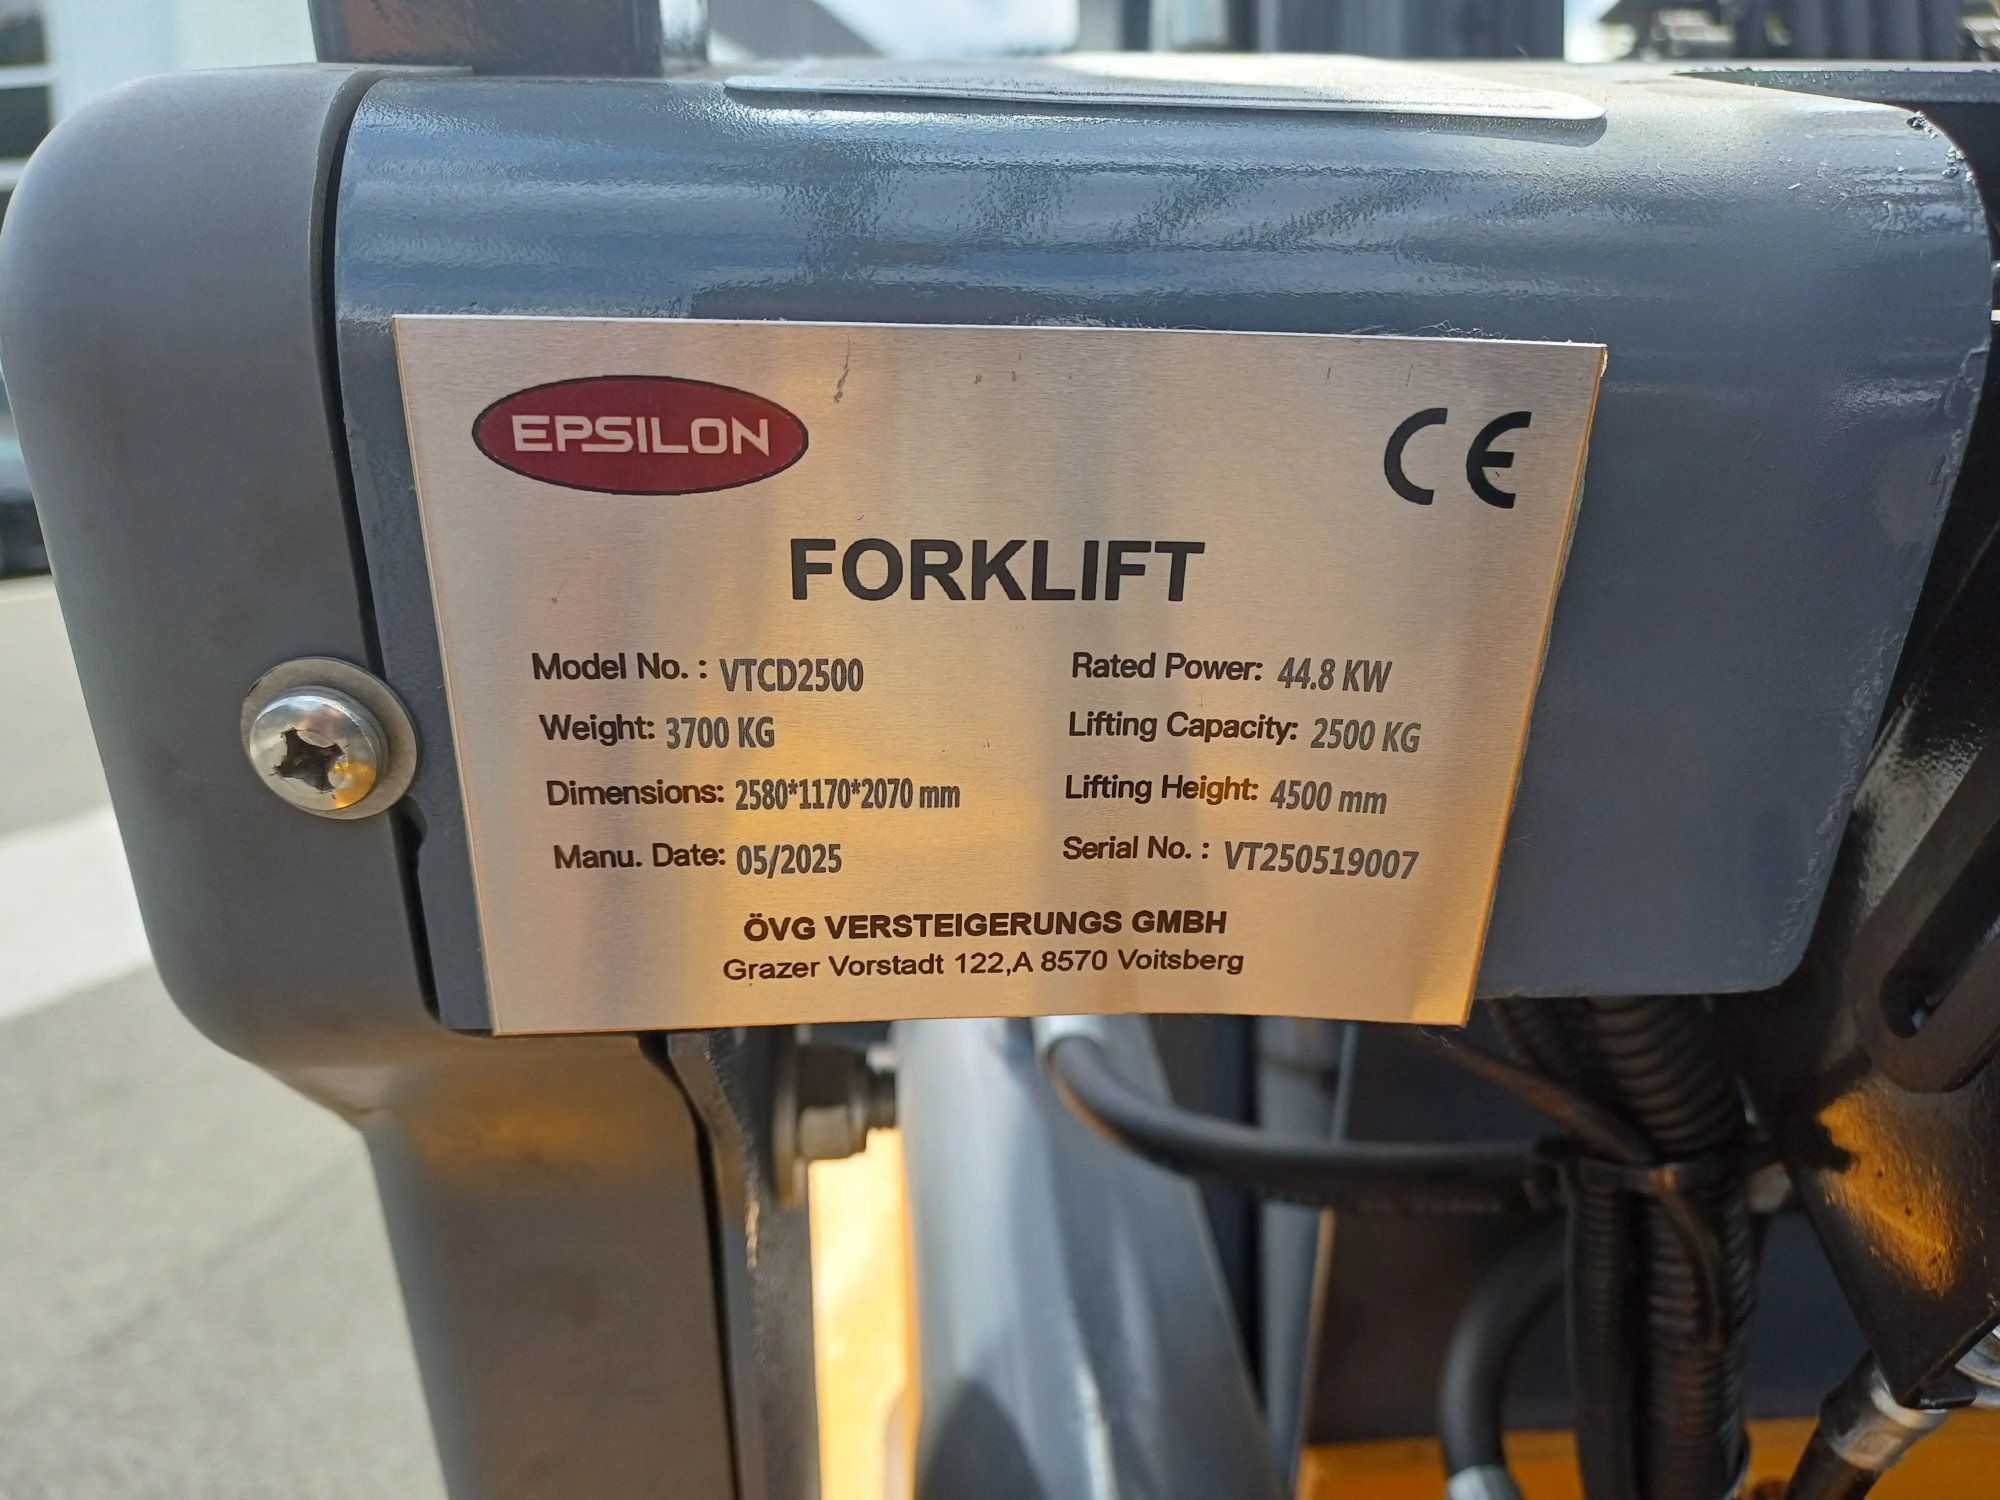 EPSILON
CE
FORKLIFT
Model No. : VTCD2500
Rated Power: 44.8 KW
Weight: 3700 KG
Lifting Capacity: 2500 KG
Dimensions: 2580*1170*2070 mm
Lifting Height: 4500 mm
Manu. Date: 05/2025
Serial No. : VT250519007
ÖVG VERSTEIGERUNGS GMBH
Grazer Vorstadt 122,A 8570 Voitsberg